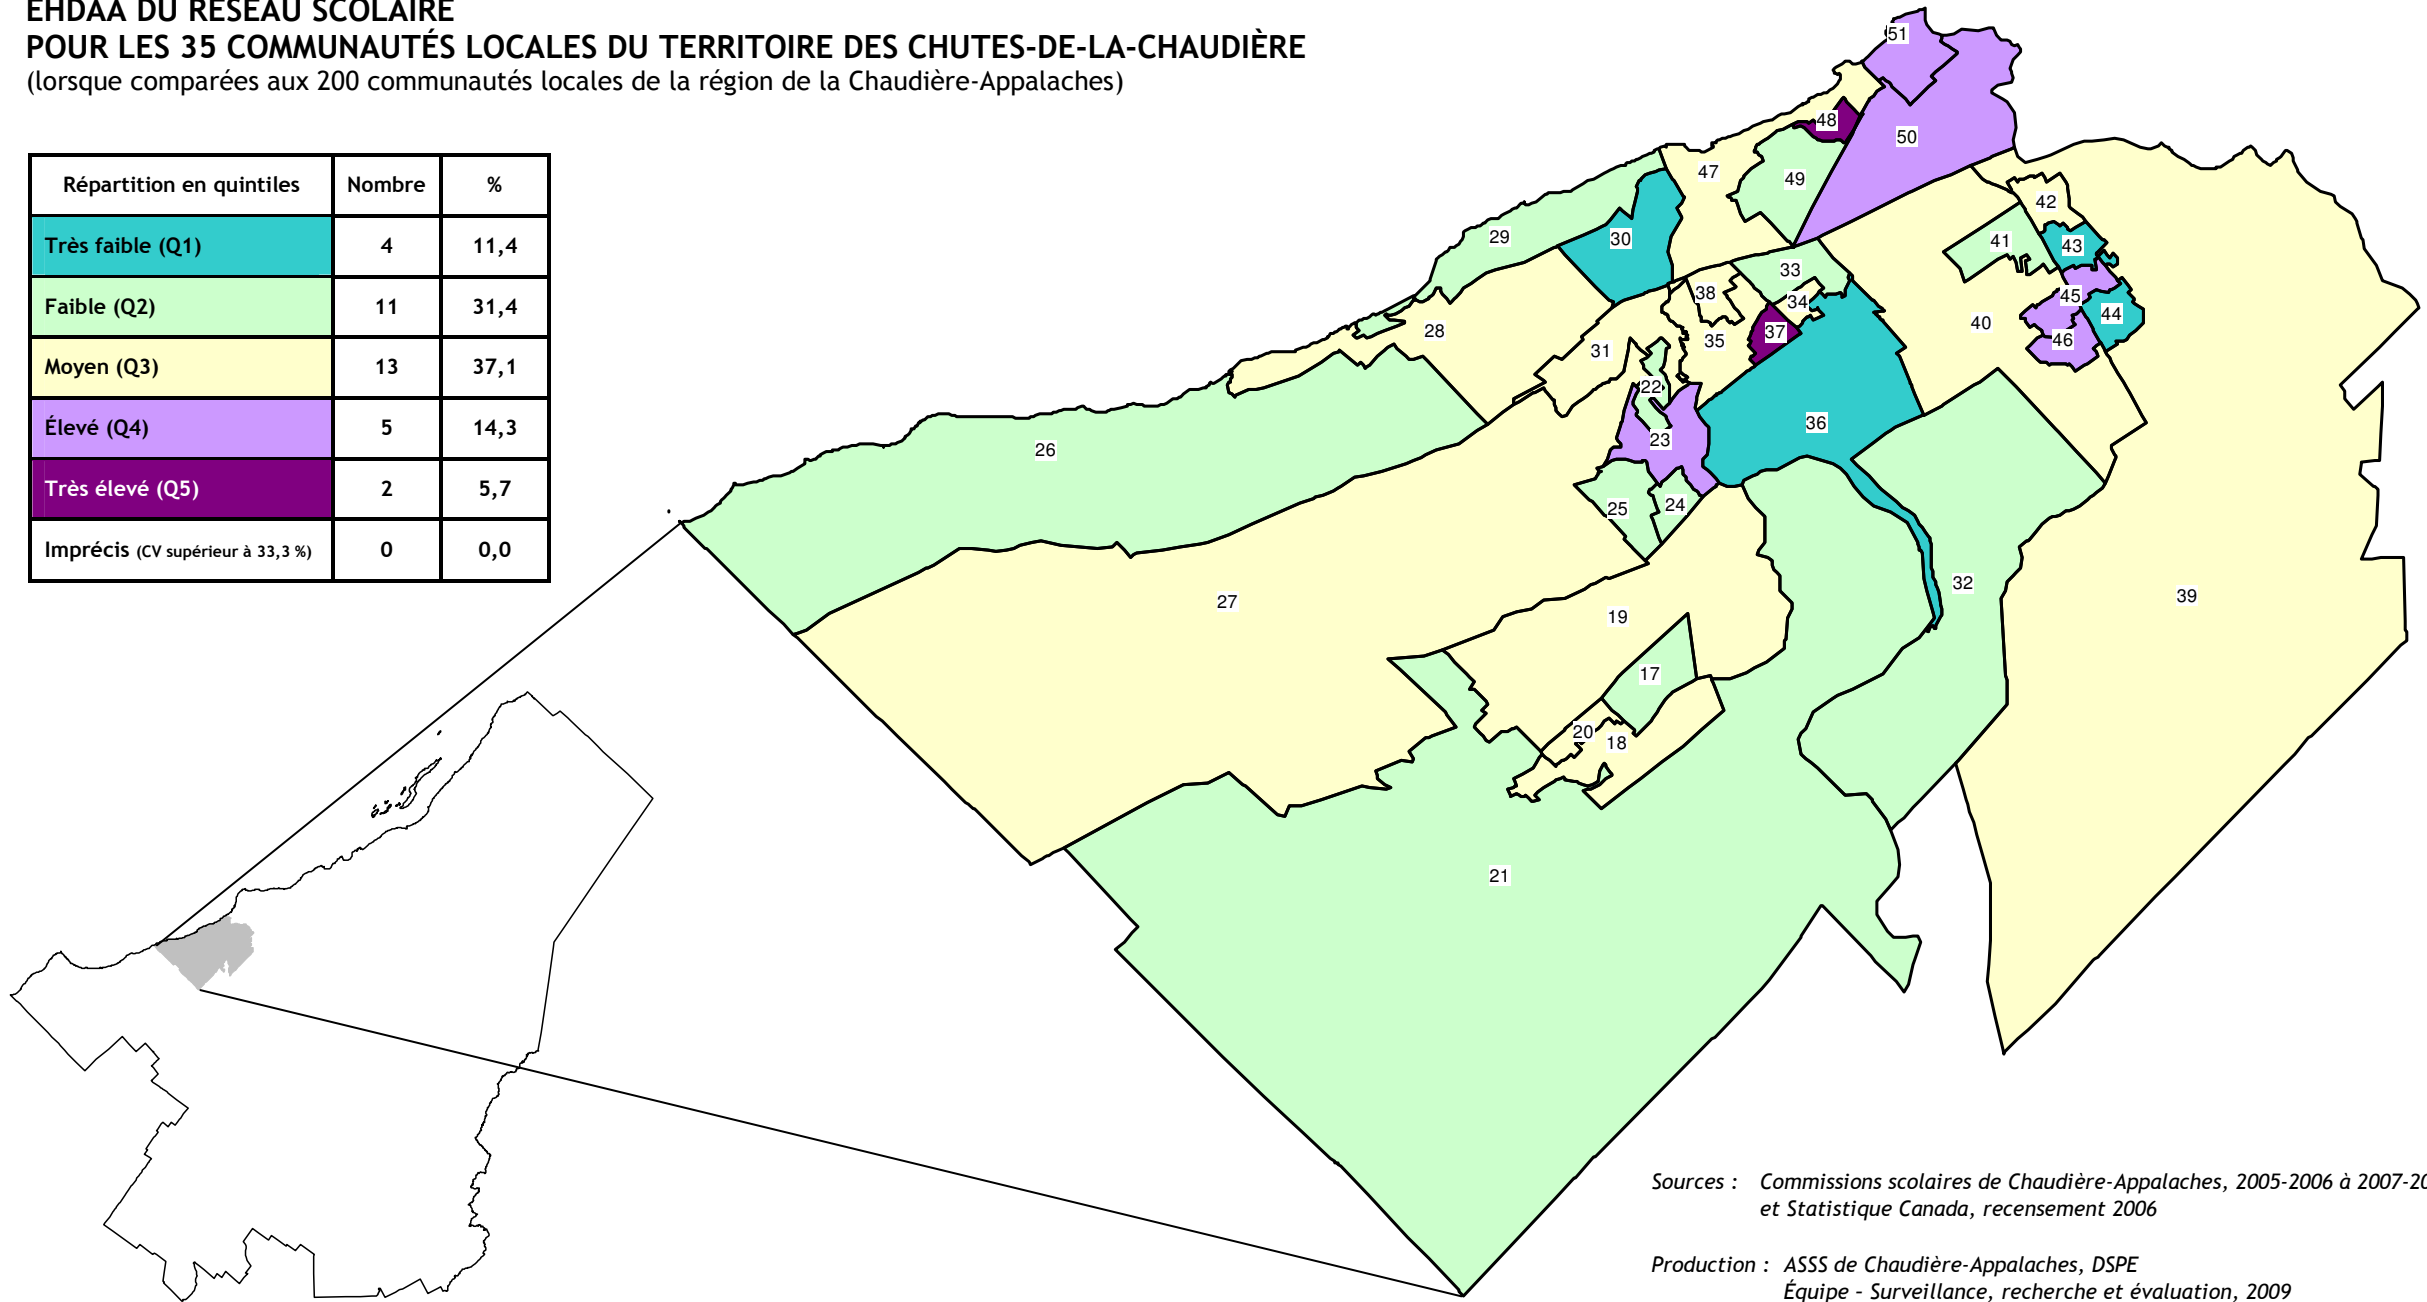 EHDAA DU RÉSEAU SCOLAIRE
POUR LES 35 COMMUNAUTÉS LOCALES DU TERRITOIRE DES CHUTES-DE-LA-CHAUDIÈRE
(lorsque comparées aux 200 communautés locales de la région de la Chaudière-Appalaches)
Répartition en quintiles Nombre %
Très faible (Q1) 4 11,4
Faible (Q2) 11 31,4
Moyen (Q3) 13 37,1
Élevé (Q4) 5 14,3
Très élevé (Q5) 2 5,7
Imprécis (CV supérieur à 33,3 %) 0 0,0
51
48
50
47
49
42
29
30
41
43
33
38
34
45
44
28
37
40
46
31
35
22
36
26
23
25
24
32
27
39
19
17
20
18
21
Sources : Commissions scolaires de Chaudière-Appalaches, 2005-2006 à 2007-20
et Statistique Canada, recensement 2006
Production : ASSS de Chaudière-Appalaches, DSPE
Équipe - Surveillance, recherche et évaluation, 2009